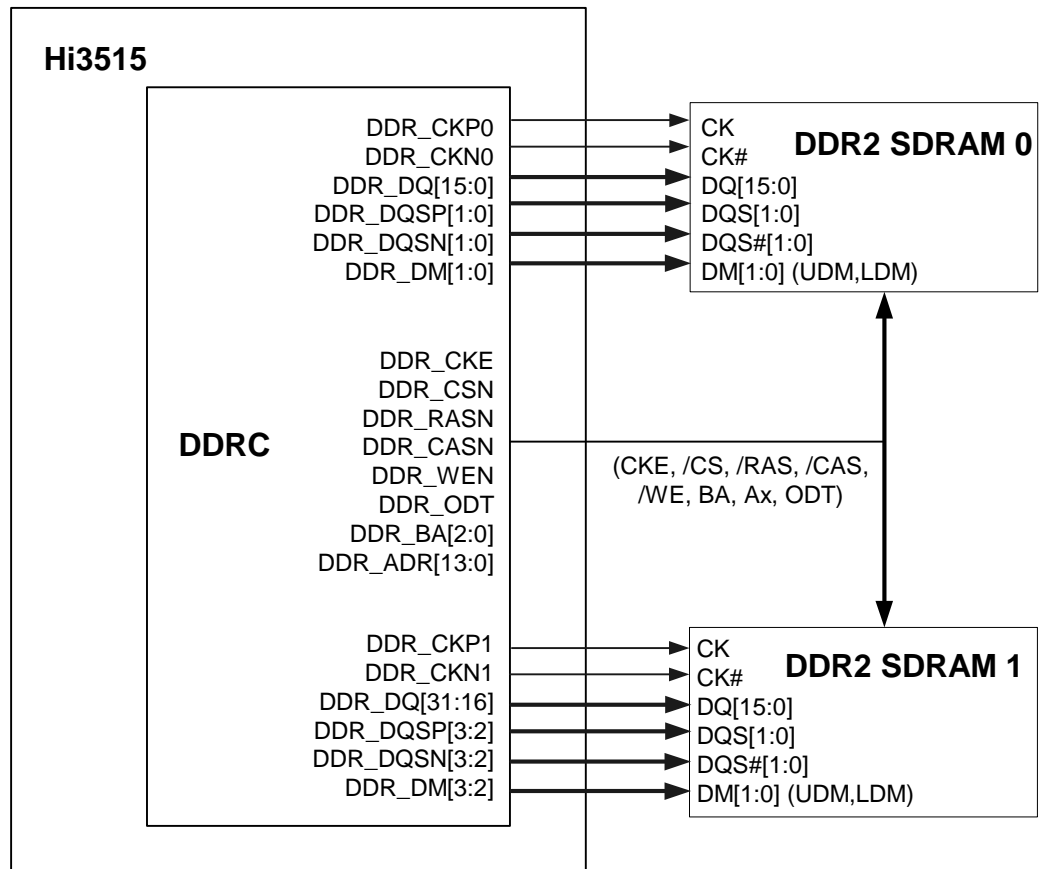 Hi3515
DDR_CKP0
DDR_CKN0
DDR_DQ[15:0]
DDR_DQSP[1:0]
DDR_DQSN[1:0]
DDR_DM[1:0]
CK
DDR2 SDRAM 0
CK#
DQ[15:0]
DQS[1:0]
DQS#[1:0]
DM[1:0] (UDM,LDM)
DDR_CKE
DDR_CSN
DDR_RASN
DDRC
DDR_CASN
DDR_WEN
DDR_ODT
DDR_BA[2:0]
DDR_ADR[13:0]
(CKE, /CS, /RAS, /CAS,
/WE, BA, Ax, ODT)
DDR_CKP1
DDR_CKN1
DDR_DQ[31:16]
DDR_DQSP[3:2]
DDR_DQSN[3:2]
DDR_DM[3:2]
CK
DDR2 SDRAM 1
CK#
DQ[15:0]
DQS[1:0]
DQS#[1:0]
DM[1:0] (UDM,LDM)